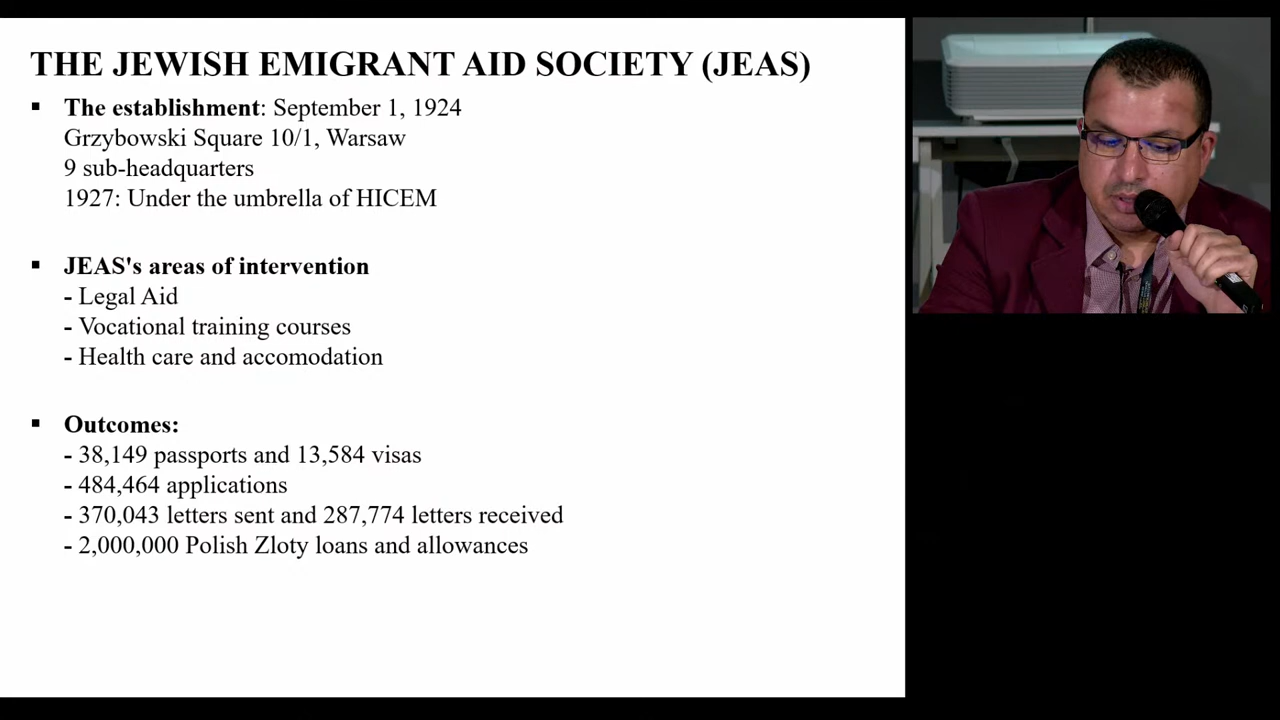 THE JEWISH EMIGRANT AID SOCIETY (JEAS)
▪ The establishment: September 1, 1924
Grzybowski Square 10/1, Warsaw
9 sub-headquarters
1927: Under the umbrella of HICEM
▪ JEAS's areas of intervention
- Legal Aid
- Vocational training courses
- Health care and accomodation
▪ Outcomes:
- 38,149 passports and 13,584 visas
- 484,464 applications
- 370,043 letters sent and 287,774 letters received
- 2,000,000 Polish Zloty loans and allowances